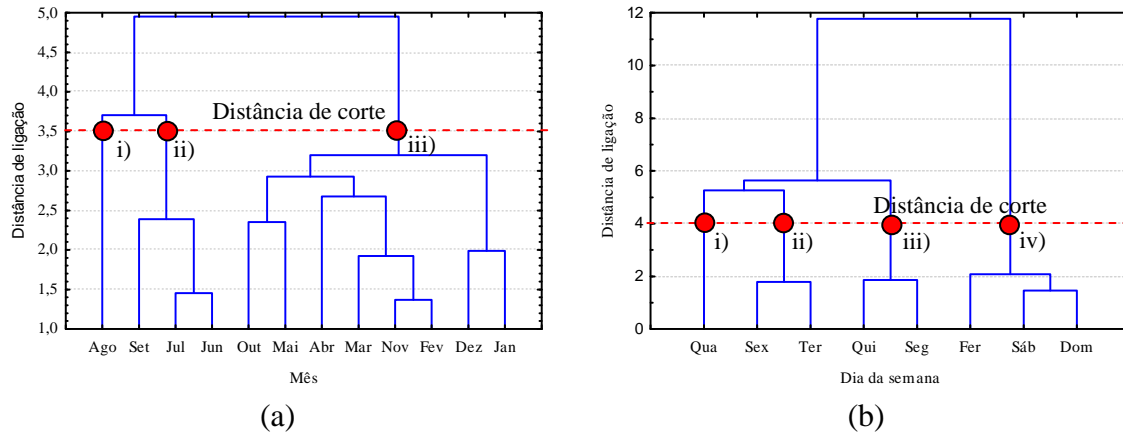 5,0
4,5
4,0
3,5
3,0
2,5
2,0
1,5
1,0
Distância de ligação
Distância de corte
i)
ii)
iii)
Ago Set Jul Jun Out Mai Abr Mar Nov Fev Dez Jan
Mês
(a)
12
10
8
6
4
2
0
Distância de ligação
Distância de corte
i)
ii)
iii)
iv)
Qua Sex Ter Qui Seg Fer Sáb Dom
Dia da semana
(b)